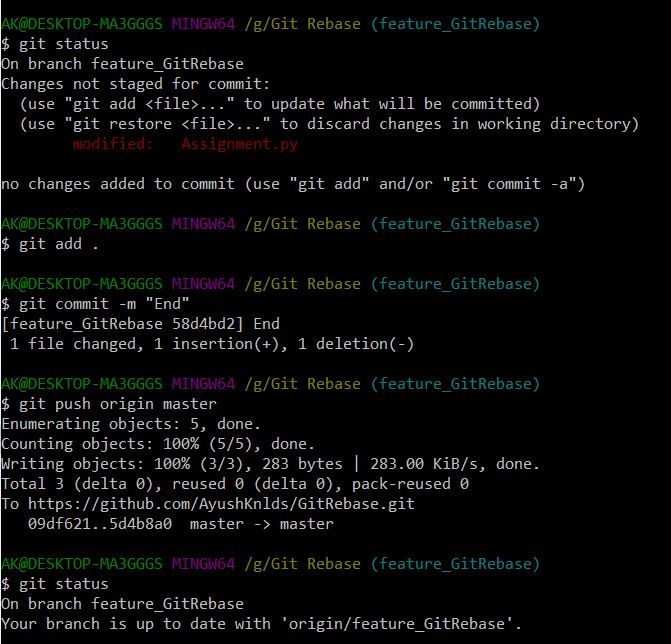 AK@DESKTOP-MA3GGGS MINGW64 /g/Git Rebase (feature_GitRebase)
$ git status
On branch feature_GitRebase
Changes not staged for commit:
  (use "git add <file>..." to update what will be committed)
  (use "git restore <file>..." to discard changes in working directory)
        modified:   Assignment.py

no changes added to commit (use "git add" and/or "git commit -a")

AK@DESKTOP-MA3GGGS MINGW64 /g/Git Rebase (feature_GitRebase)
$ git add .

AK@DESKTOP-MA3GGGS MINGW64 /g/Git Rebase (feature_GitRebase)
$ git commit -m "End"
[feature_GitRebase 58d4bd2] End
 1 file changed, 1 insertion(+), 1 deletion(-)

AK@DESKTOP-MA3GGGS MINGW64 /g/Git Rebase (feature_GitRebase)
$ git push origin master
Enumerating objects: 5, done.
Counting objects: 100% (5/5), done.
Writing objects: 100% (3/3), 283 bytes | 283.00 KiB/s, done.
Total 3 (delta 0), reused 0 (delta 0), pack-reused 0
To https://github.com/AyushKnlds/GitRebase.git
   09df621..5d4b8a0  master -> master

AK@DESKTOP-MA3GGGS MINGW64 /g/Git Rebase (feature_GitRebase)
$ git status
On branch feature_GitRebase
Your branch is up to date with 'origin/feature_GitRebase'.